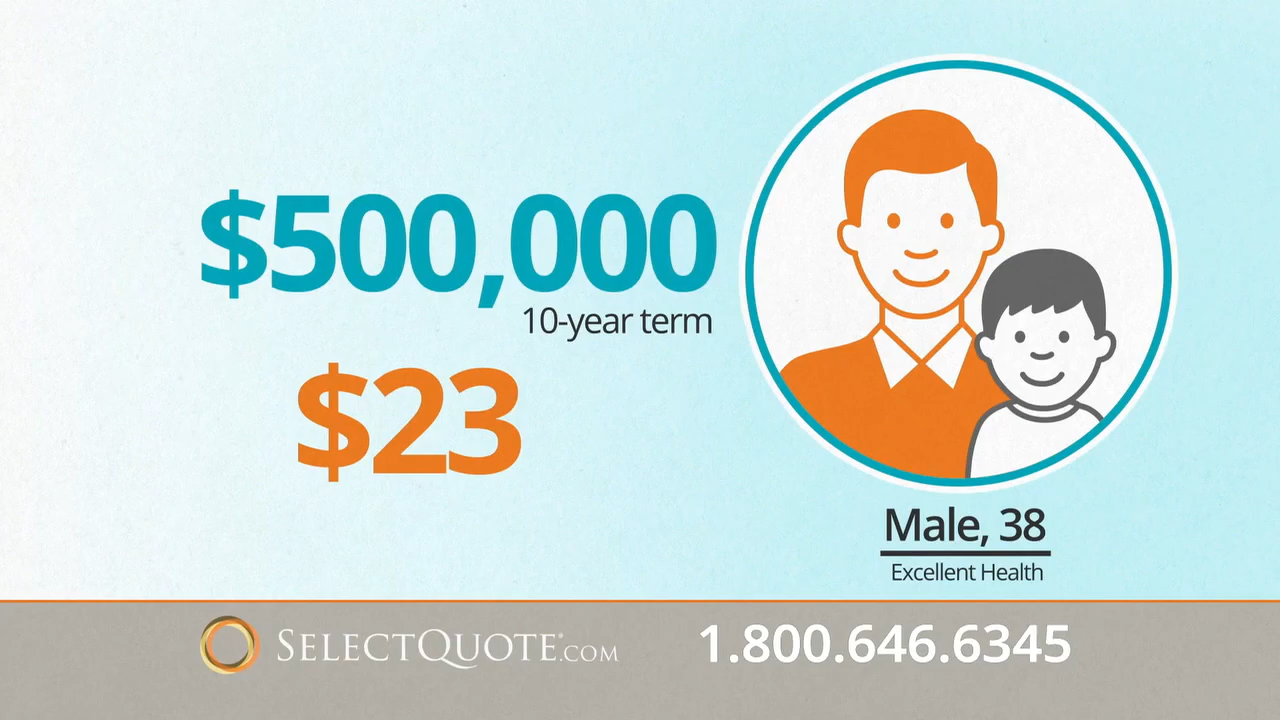 $500,000
10-year term
$23
Male, 38
Excellent Health
SELECTQUOTE®.COM
1.800.646.6345